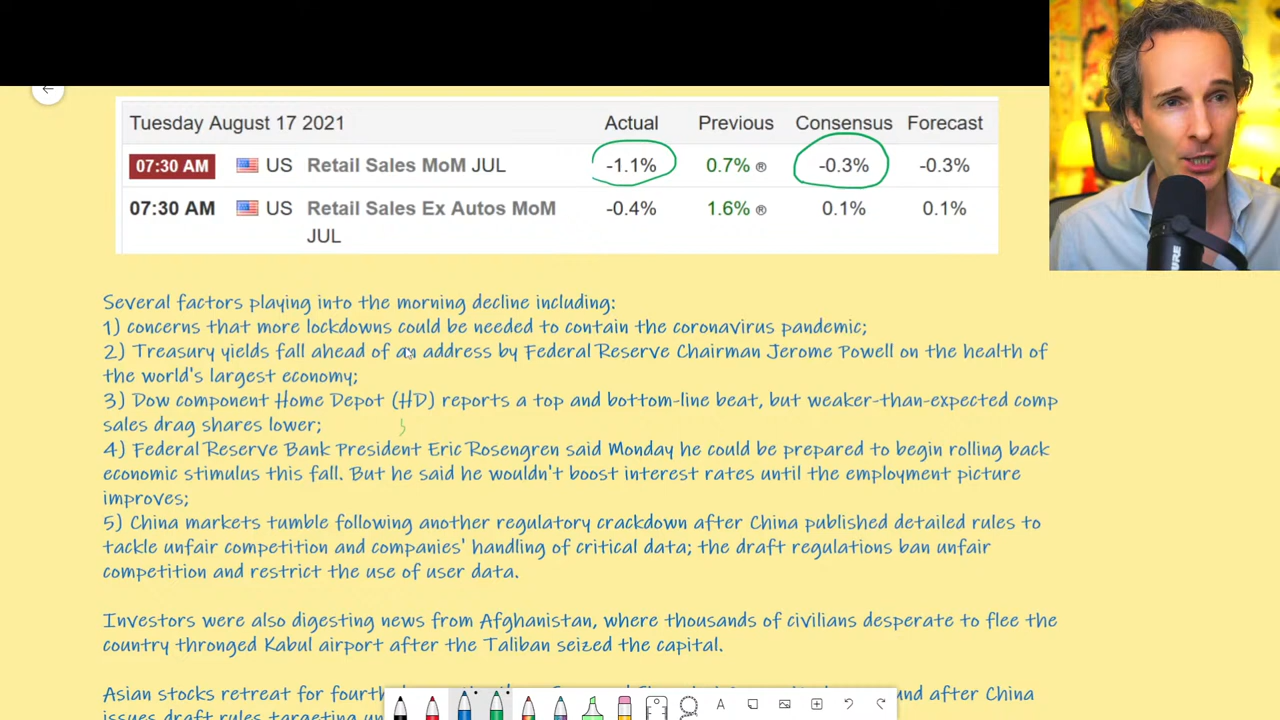 Tuesday August 17 2021 Actual Previous Consensus Forecast
07:30 AM US Retail Sales MoM JUL -1.1% 0.7% ® -0.3% -0.3%
07:30 AM US Retail Sales Ex Autos MoM -0.4% 1.6% ® 0.1% 0.1%
JUL
Several factors playing into the morning decline including:
1) concerns that more lockdowns could be needed to contain the coronavirus pandemic;
2) Treasury yields fall ahead of an address by Federal Reserve Chairman Jerome Powell on the health of
the world's largest economy;
3) Dow component Home Depot (HD) reports a top and bottom-line beat, but weaker-than-expected comp
sales drag shares lower;
4) Federal Reserve Bank President Eric Rosengren said Monday he could be prepared to begin rolling back
economic stimulus this fall. But he said he wouldn't boost interest rates until the employment picture
improves;
5) China markets tumble following another regulatory crackdown after China published detailed rules to
tackle unfair competition and companies' handling of critical data; the draft regulations ban unfair
competition and restrict the use of user data.
Investors were also digesting news from Afghanistan, where thousands of civilians desperate to flee the
country thronged Kabul airport after the Taliban seized the capital.
Asian stocks retreat for fourth after China
issues draft rules targeting
A